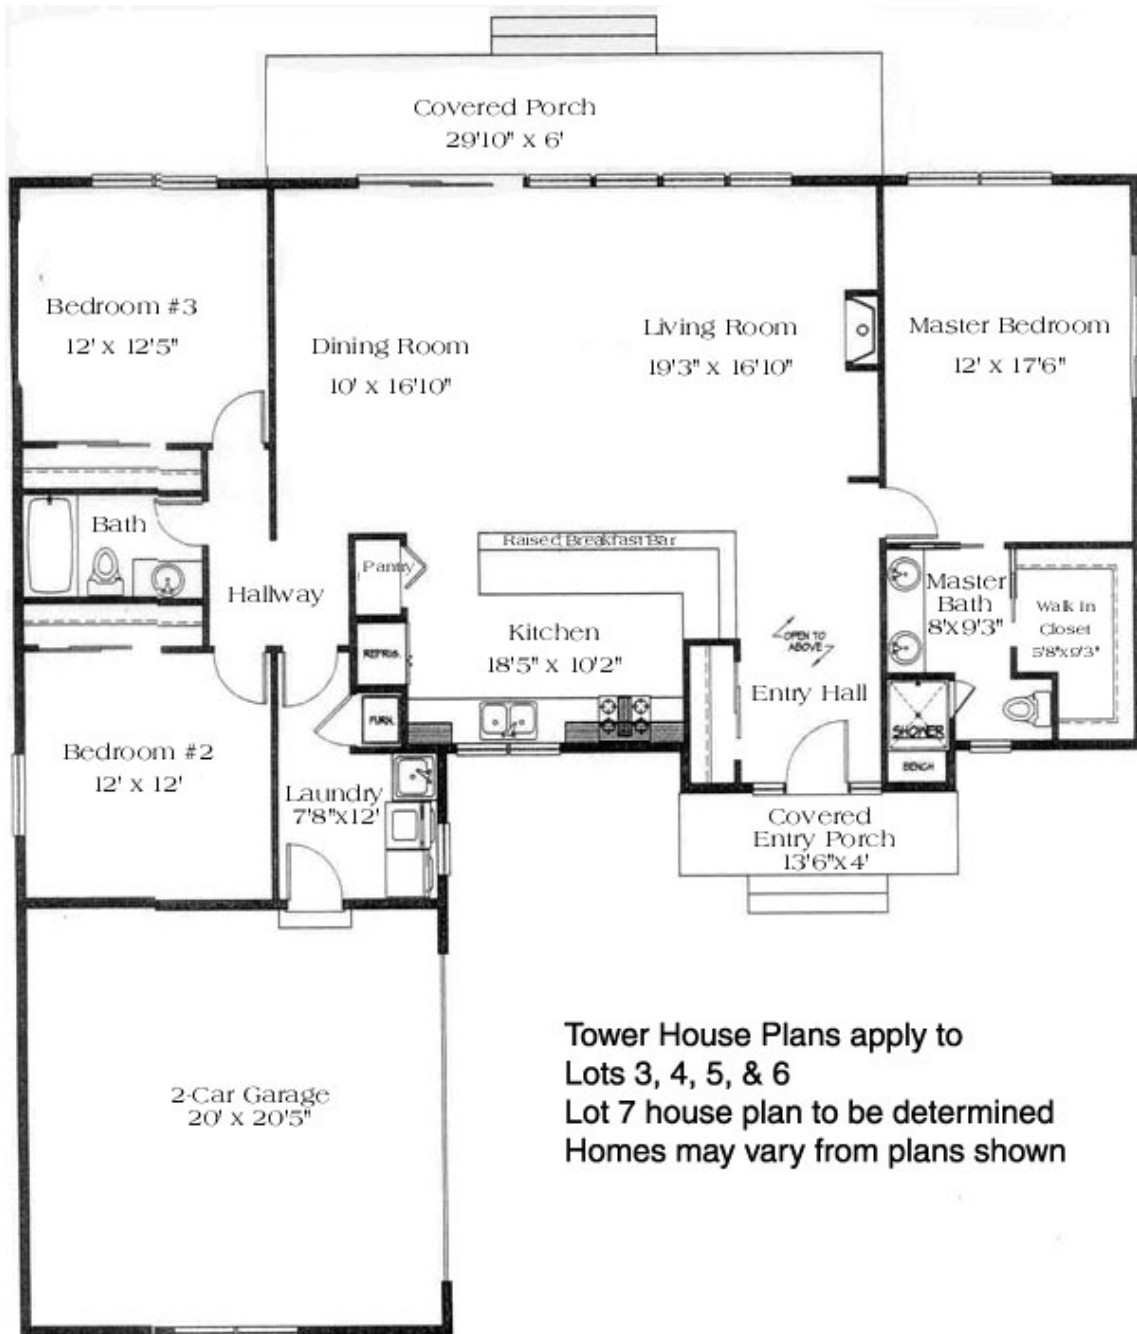 Covered Porch
29'10" x 6'
Bedroom #3
12' x 12'5"
Dining Room
10' x 16'10"
Living Room
19'3" x 16'10"
Master Bedroom
12' x 17'6"
Bath
Hallway
Pantry
Raised Breakfast Bar
REFRIG.
Kitchen
18'5" x 10'2"
OPEN TO
ABOVE
Entry Hall
Master
Bath
8'X9'3"
Walk In
Closet
5'8"x9'3"
FURN.
SHOWER
BENCH
Bedroom #2
12' x 12'
Laundry
7'8"x12'
Covered
Entry Porch
13'6"x4'
2-Car Garage
20' x 20'5"
Tower House Plans apply to
Lots 3, 4, 5, & 6
Lot 7 house plan to be determined
Homes may vary from plans shown